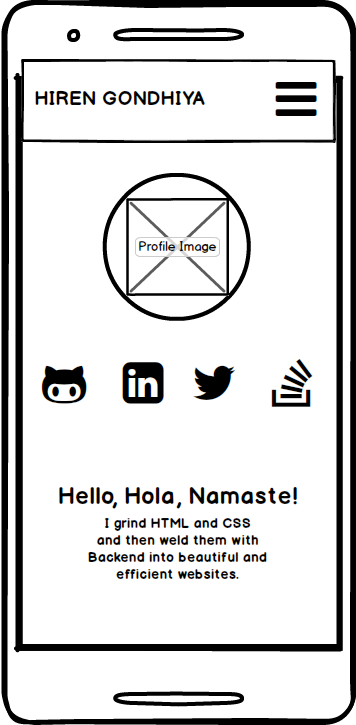 HIREN GONDHIYA
Profile Image
in
Hello, Hola, Namaste!
I grind HTML and CSS
and then weld them with
Backend into beautiful and
efficient websites.